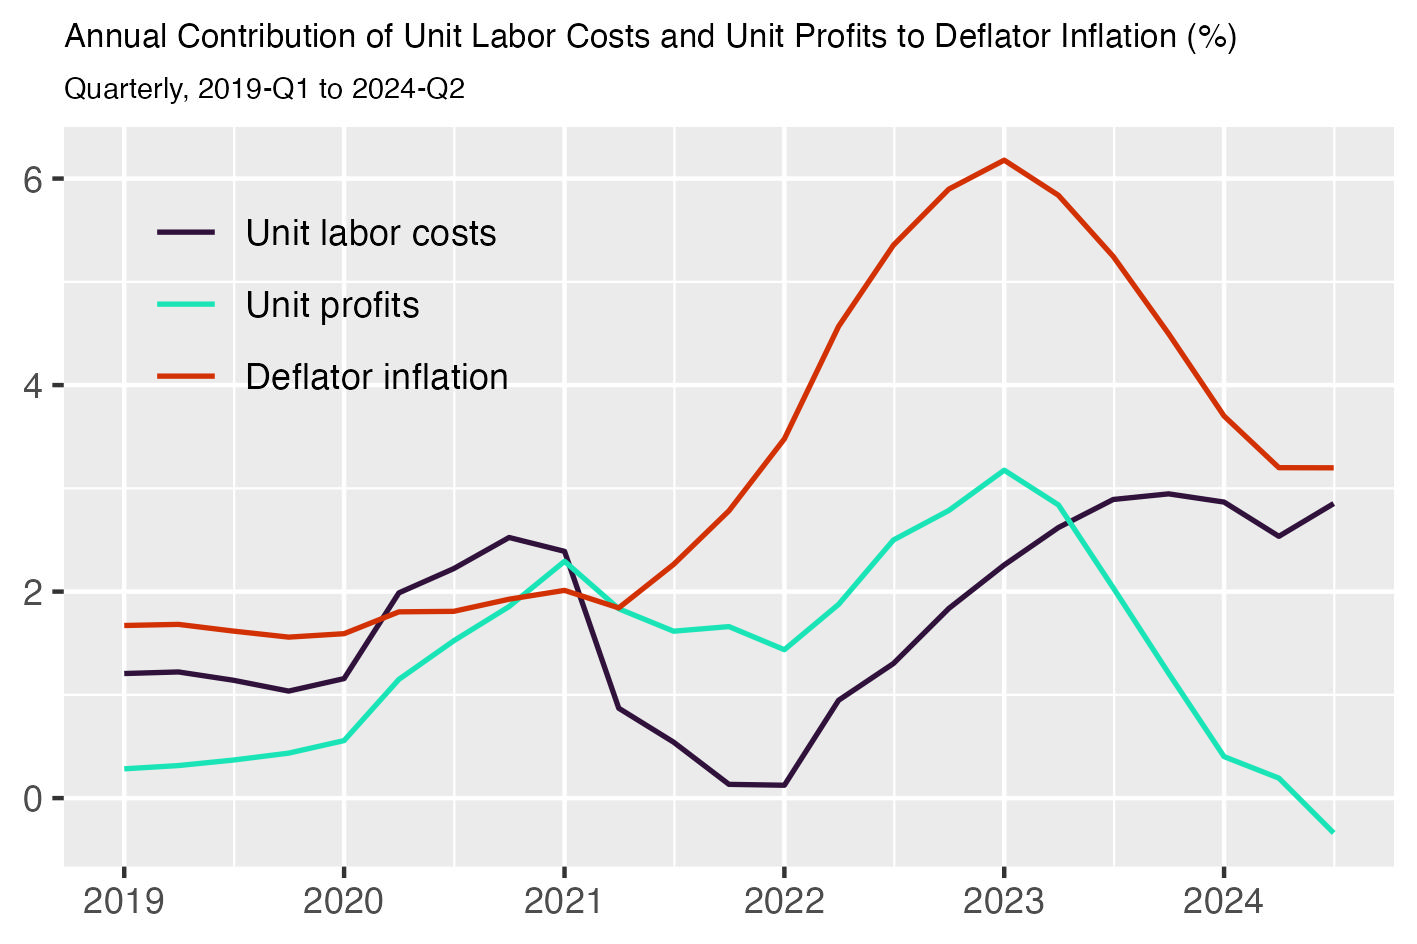 Annual Contribution of Unit Labor Costs and Unit Profits to Deflator Inflation (%)
Quarterly, 2019-Q1 to 2024-Q2
6
Unit labor costs
Unit profits
4
Deflator inflation
2
0
2019 2020 2021 2022 2023 2024